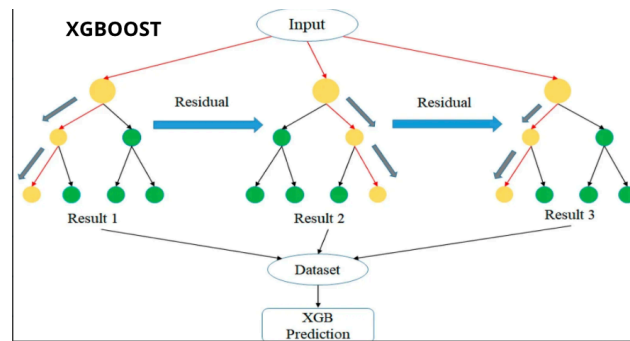 XGBOOST
Input
Residual
Residual
Result 1
Result 2
Result 3
Dataset
XGB
Prediction